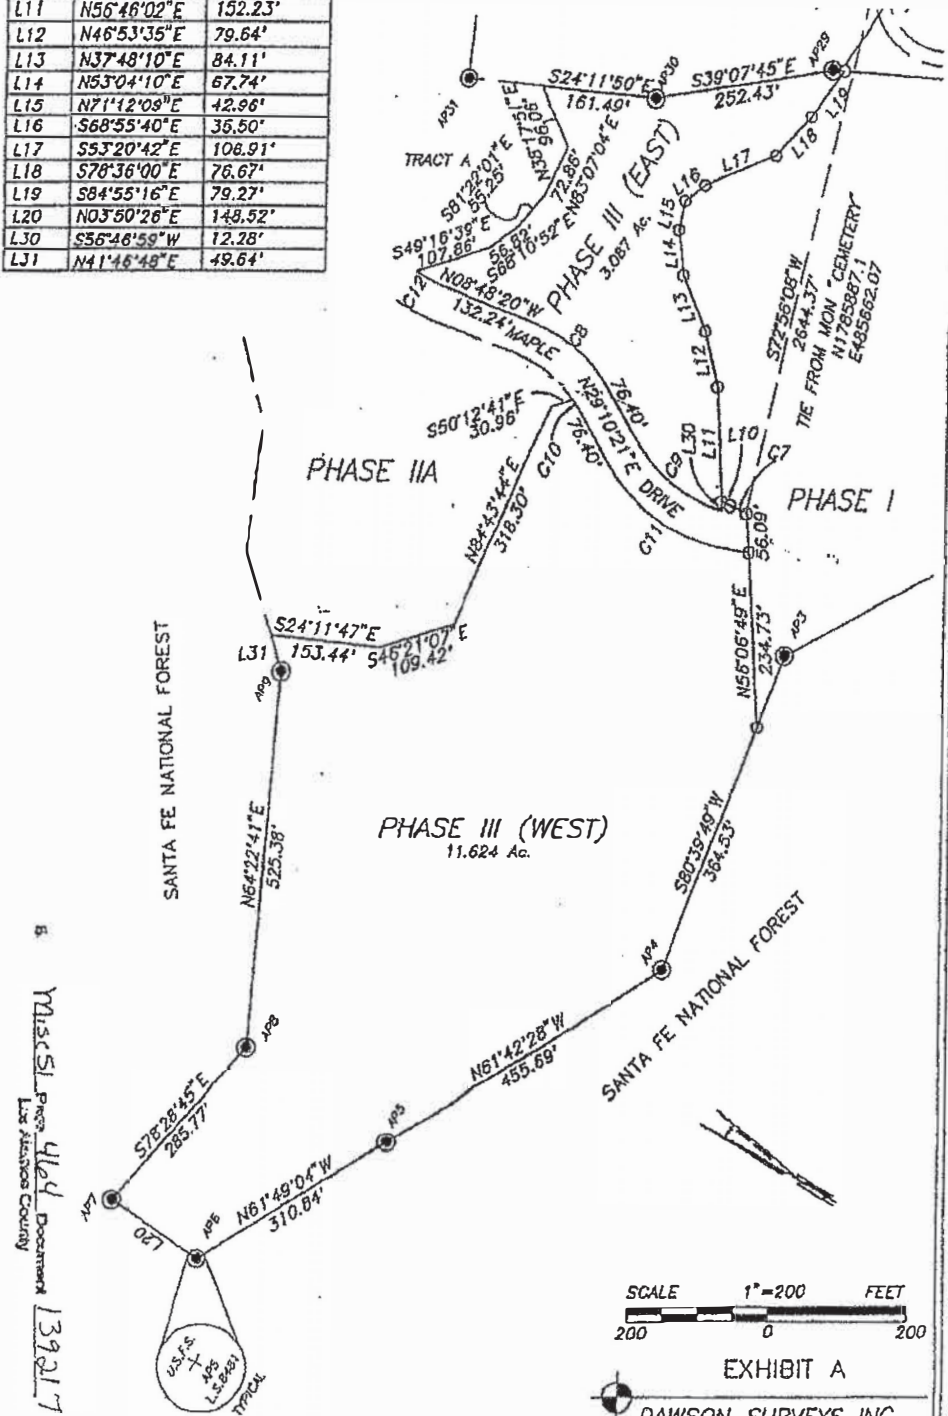 L11 N56°46'02"E 152.23'
L12 N46°53'35"E 79.64'
L13 N37°48'10"E 84.11'
L14 N53°04'10"E 67.74'
L15 N71°12'09"E 42.96'
L16 S68°55'40"E 35.50'
L17 S53°20'42"E 106.91'
L18 S78°36'00"E 76.67'
L19 S84°55'16"E 79.27'
L20 N03°50'26"E 148.52'
L30 S56°46'59"W 12.28'
L31 N41°46'48"E 49.64'
AP31
S24°11'50"E
161.49'
AP30
S39°07'45"E
252.43'
AP29
L19
L18
L17
L16
L15
L14
L13
L12
L11
L30
L10
C7
C9
TRACT A
S81°22'01"E
55.25'
72.86'
N83°07'04"E
S49°16'39"E
107.86'
56.82'
S68°16'52"E
PHASE III (EAST)
3.087 Ac.
S72°56'08"W
2644.37'
TIE FROM MON "CEMETERY"
N1785887.1
E485662.07
C12
N08°48'20"W
132.24'
MAPLE
C8
76.40'
N29°10'21"E
76.40'
DRIVE
S50°12'41"E
30.96'
C10
C11
PHASE IIA
PHASE I
56.09'
N84°43'44"E
318.30'
N56°06'49"E
234.73'
AP3
S24°11'47"E
153.44'
S46°21'07"E
109.42'
L31
AP9
SANTA FE NATIONAL FOREST
N64°22'41"E
525.38'
PHASE III (WEST)
11.624 Ac.
S80°39'49"W
364.53'
AP4
SANTA FE NATIONAL FOREST
N61°42'28"W
455.69'
AP8
S78°28'45"E
285.77'
AP5
AP7
L20
AP6
N61°49'04"W
310.84'
U.S.F.S.
AP5
L.S.8481
TYPICAL
Misc 51 Page 4164 Document 139217
Los Alamos County
SCALE 1"=200 FEET
200 0 200
EXHIBIT A
DAWSON SURVEYS INC.